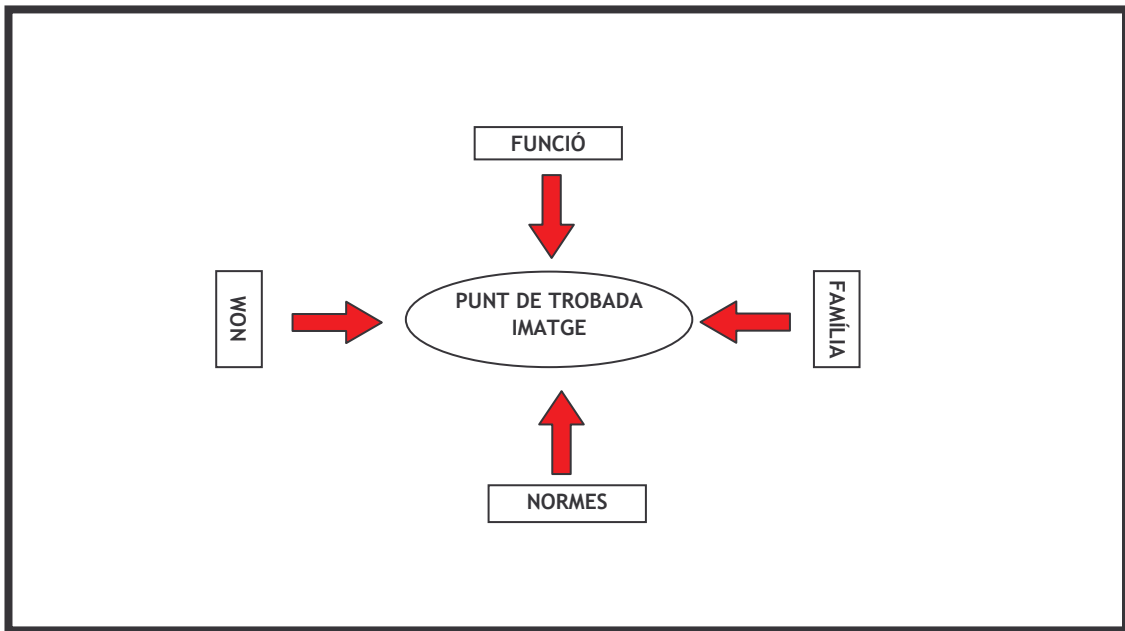 FUNCIÓ
NOM
PUNT DE TROBADA
IMATGE
FAMÍLIA
NORMES